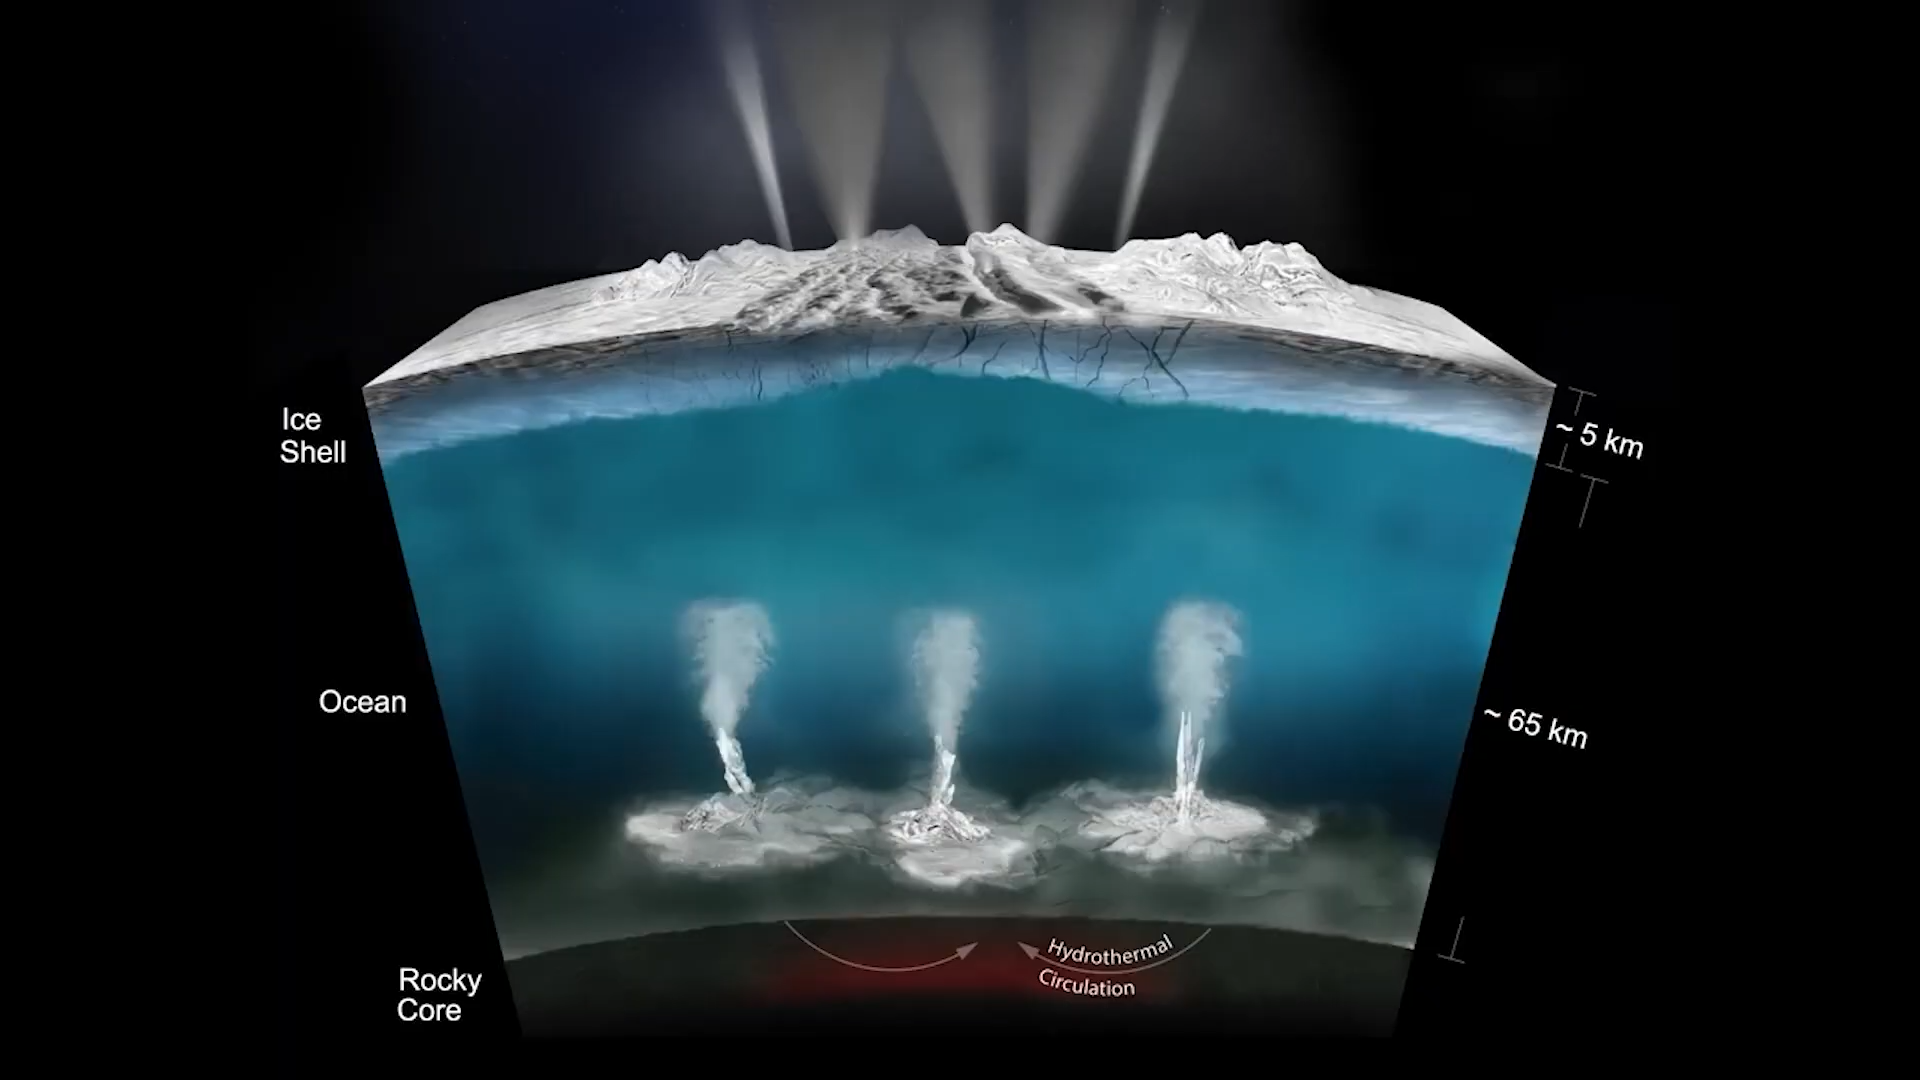 Ice
Shell
~ 5 km
Ocean
~ 65 km
Rocky
Core
Hydrothermal
Circulation